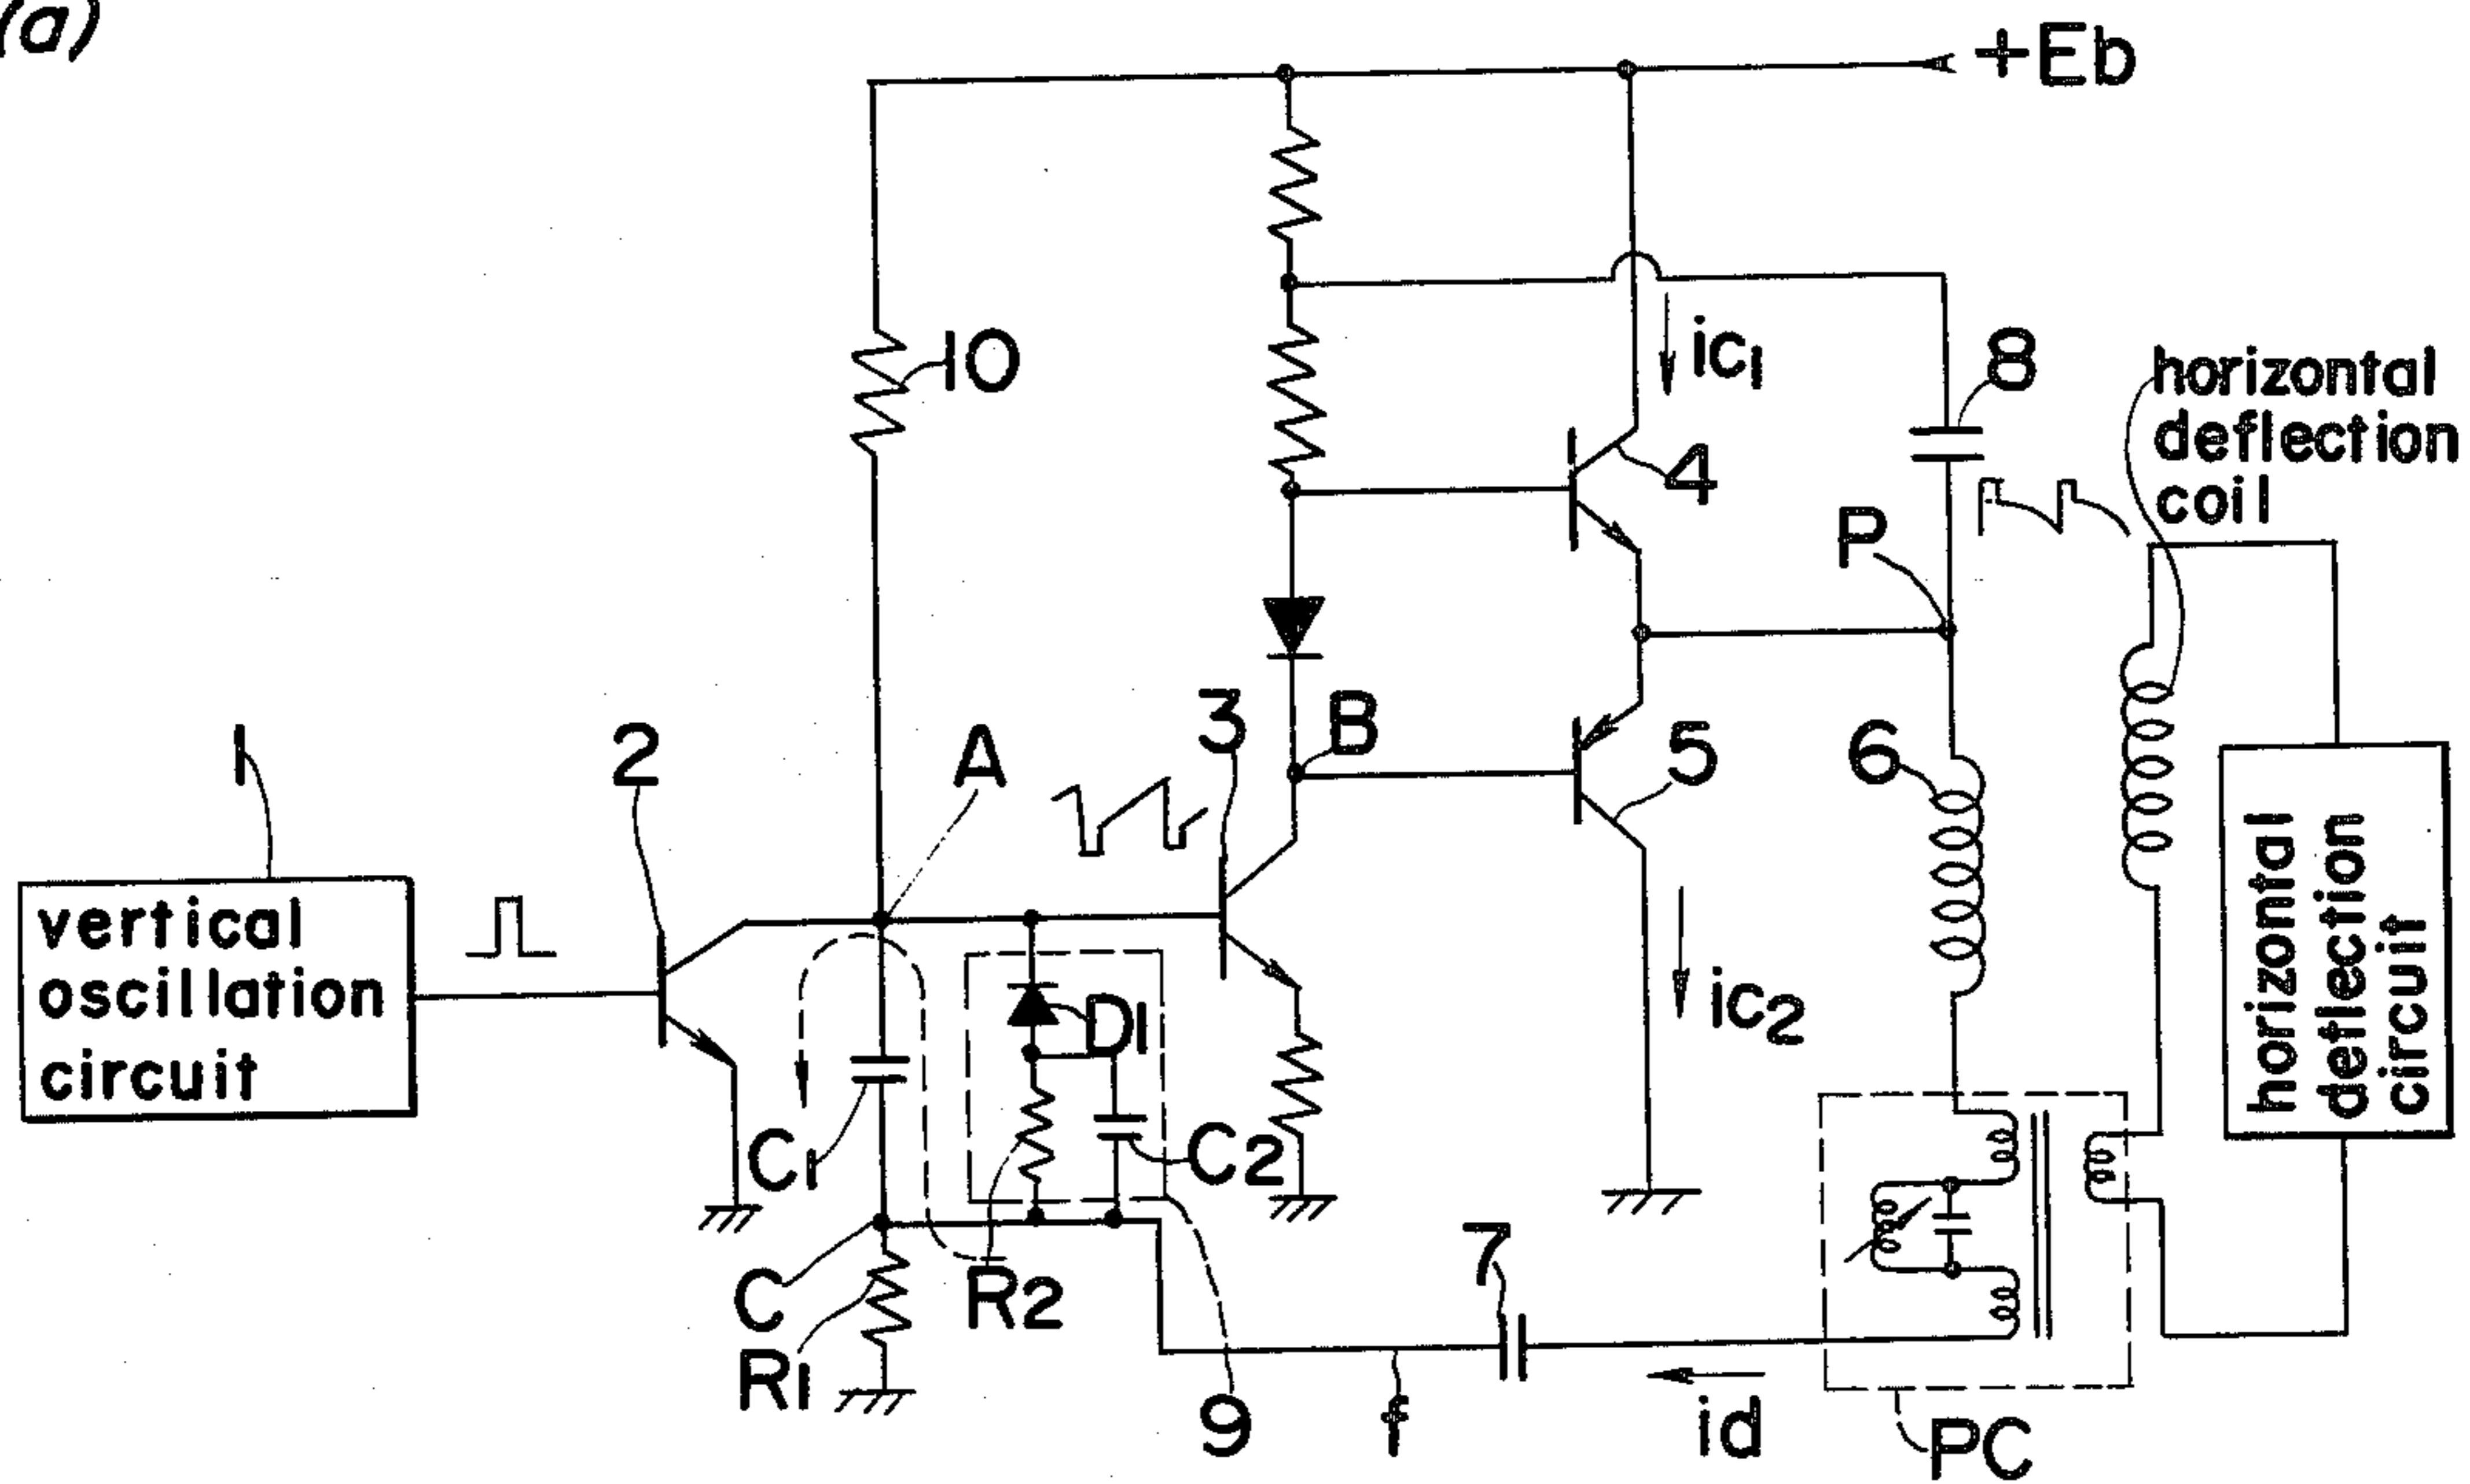 (a)
+Eb
10
ic1
8
horizontal
deflection
coil
4
P
1
2
A
3
B
5
6
vertical
oscillation
circuit
D1
ic2
horizontal
deflection
circuit
C1
C2
C
R1
R2
7
9
f
id
PC